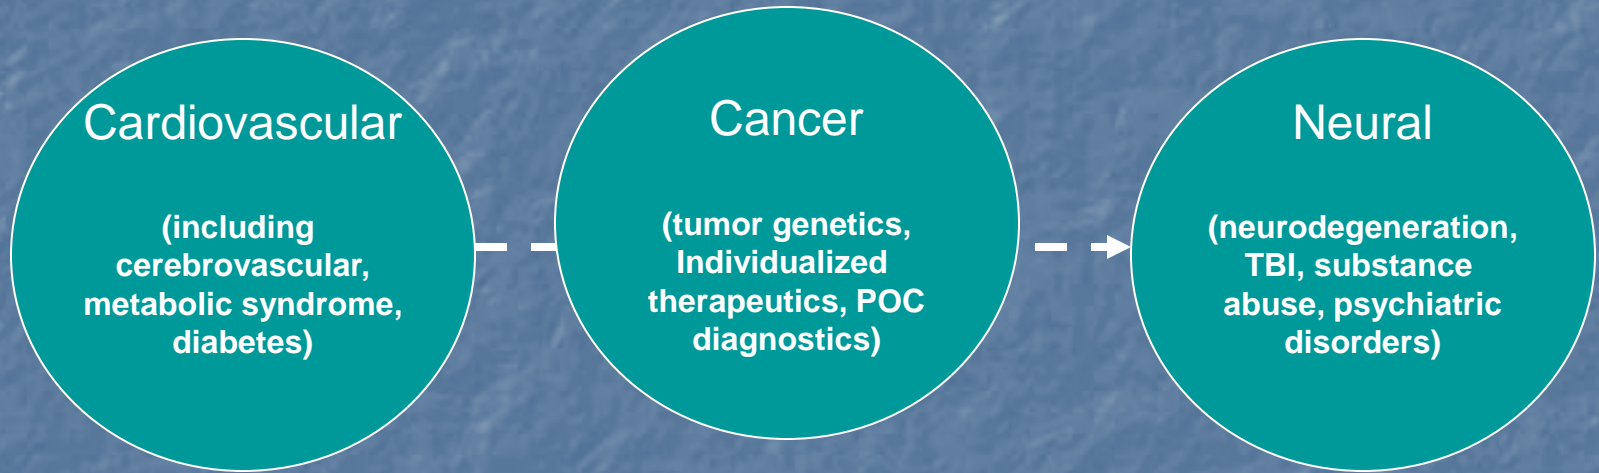 Cardiovascular
(including
cerebrovascular,
metabolic syndrome,
diabetes)
Cancer
(tumor genetics,
Individualized
therapeutics, POC
diagnostics)
Neural
(neurodegeneration,
TBI, substance
abuse, psychiatric
disorders)